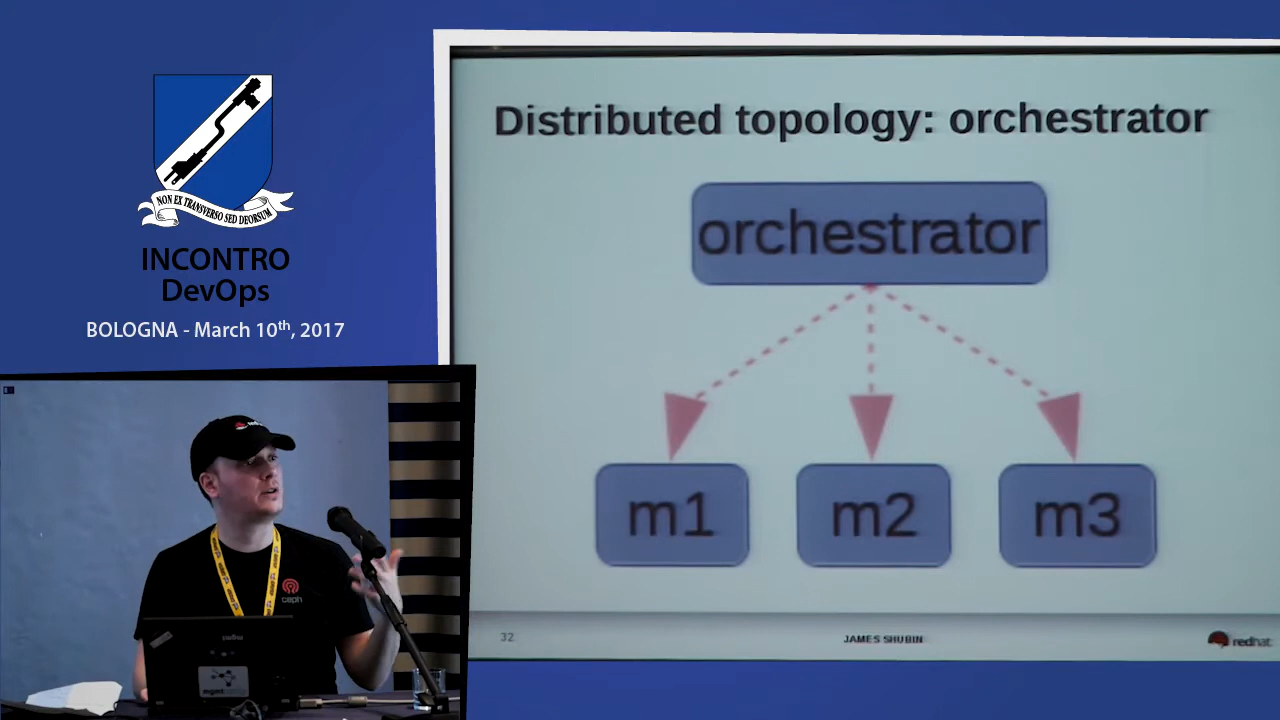 NON EX TRANSVERSO SED DEORSUM
INCONTRO
DevOps
BOLOGNA - March 10th, 2017
Distributed topology: orchestrator
orchestrator
m1
m2
m3
32
JAMES SHUBIN
redhat
ceph